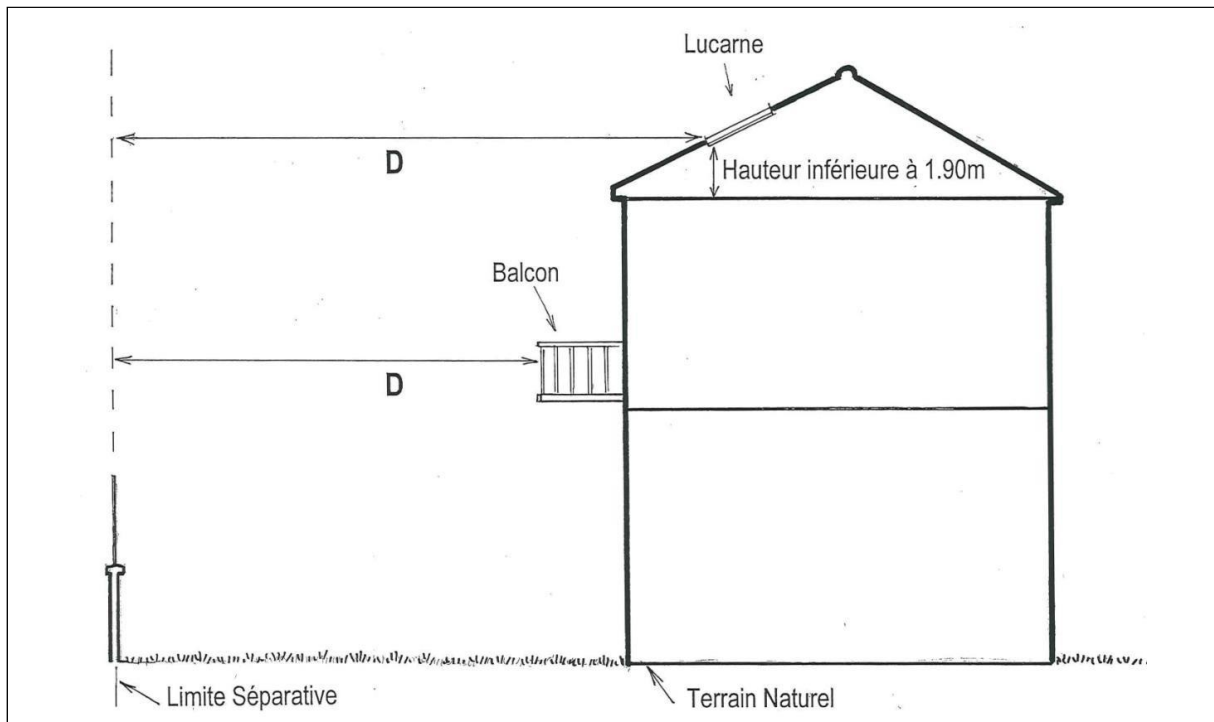 Lucarne
D
Hauteur inférieure à 1.90m
Balcon
D
Limite Séparative
Terrain Naturel